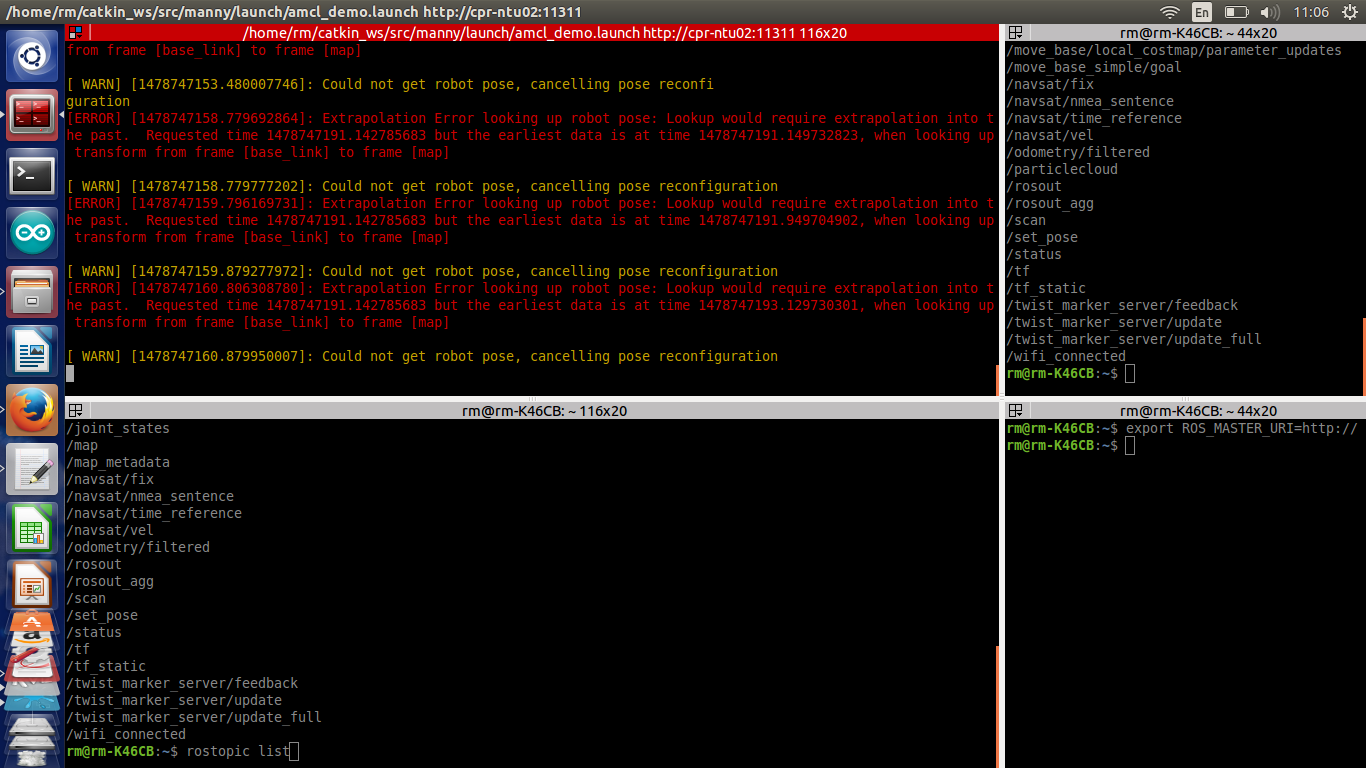 /home/rm/catkin_ws/src/manny/launch/amcl_demo.launch http://cpr-ntu02:11311
En
11:06
/home/rm/catkin_ws/src/manny/launch/amcl_demo.launch http://cpr-ntu02:11311 116x20
from frame [base_link] to frame [map]
[ WARN] [1478747153.480007746]: Could not get robot pose, cancelling pose reconfi
guration
[ERROR] [1478747158.779692864]: Extrapolation Error looking up robot pose: Lookup would require extrapolation into t
he past.  Requested time 1478747191.142785683 but the earliest data is at time 1478747191.149732823, when looking up
 transform from frame [base_link] to frame [map]
[ WARN] [1478747158.779777202]: Could not get robot pose, cancelling pose reconfiguration
[ERROR] [1478747159.796169731]: Extrapolation Error looking up robot pose: Lookup would require extrapolation into t
he past.  Requested time 1478747191.142785683 but the earliest data is at time 1478747191.949704902, when looking up
 transform from frame [base_link] to frame [map]
[ WARN] [1478747159.879277972]: Could not get robot pose, cancelling pose reconfiguration
[ERROR] [1478747160.806308780]: Extrapolation Error looking up robot pose: Lookup would require extrapolation into t
he past.  Requested time 1478747191.142785683 but the earliest data is at time 1478747193.129730301, when looking up
 transform from frame [base_link] to frame [map]
[ WARN] [1478747160.879950007]: Could not get robot pose, cancelling pose reconfiguration
rm@rm-K46CB: ~ 44x20
/move_base/local_costmap/parameter_updates
/move_base_simple/goal
/navsat/fix
/navsat/nmea_sentence
/navsat/time_reference
/navsat/vel
/odometry/filtered
/particlecloud
/rosout
/rosout_agg
/scan
/set_pose
/status
/tf
/tf_static
/twist_marker_server/feedback
/twist_marker_server/update
/twist_marker_server/update_full
/wifi_connected
rm@rm-K46CB:~$
rm@rm-K46CB: ~ 116x20
/joint_states
/map
/map_metadata
/navsat/fix
/navsat/nmea_sentence
/navsat/time_reference
/navsat/vel
/odometry/filtered
/rosout
/rosout_agg
/scan
/set_pose
/status
/tf
/tf_static
/twist_marker_server/feedback
/twist_marker_server/update
/twist_marker_server/update_full
/wifi_connected
rm@rm-K46CB:~$ rostopic list
rm@rm-K46CB: ~ 44x20
rm@rm-K46CB:~$ export ROS_MASTER_URI=http://
rm@rm-K46CB:~$